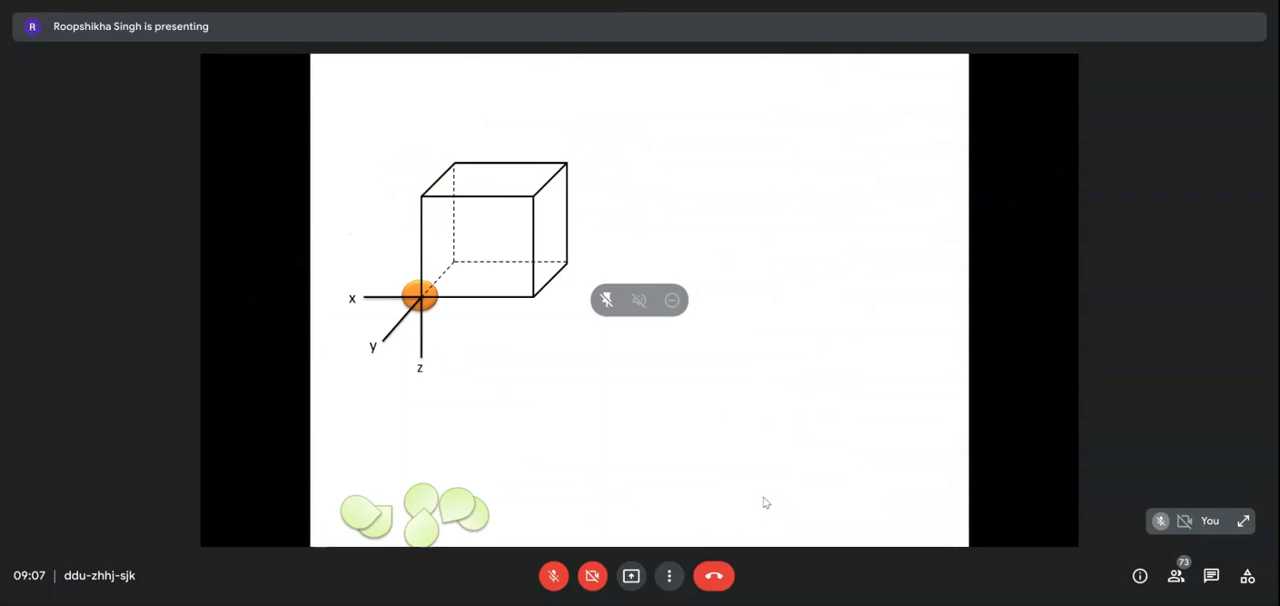 R Roopshikha Singh is presenting
x
y
z
You
09:07 | ddu-zhhj-sjk
73